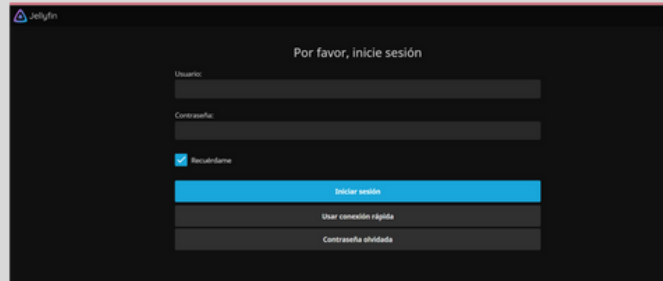 Jellyfin
Por favor, inicie sesión
Usuario:
Contraseña:
Recuérdame
Iniciar sesión
Usar conexión rápida
Contraseña olvidada